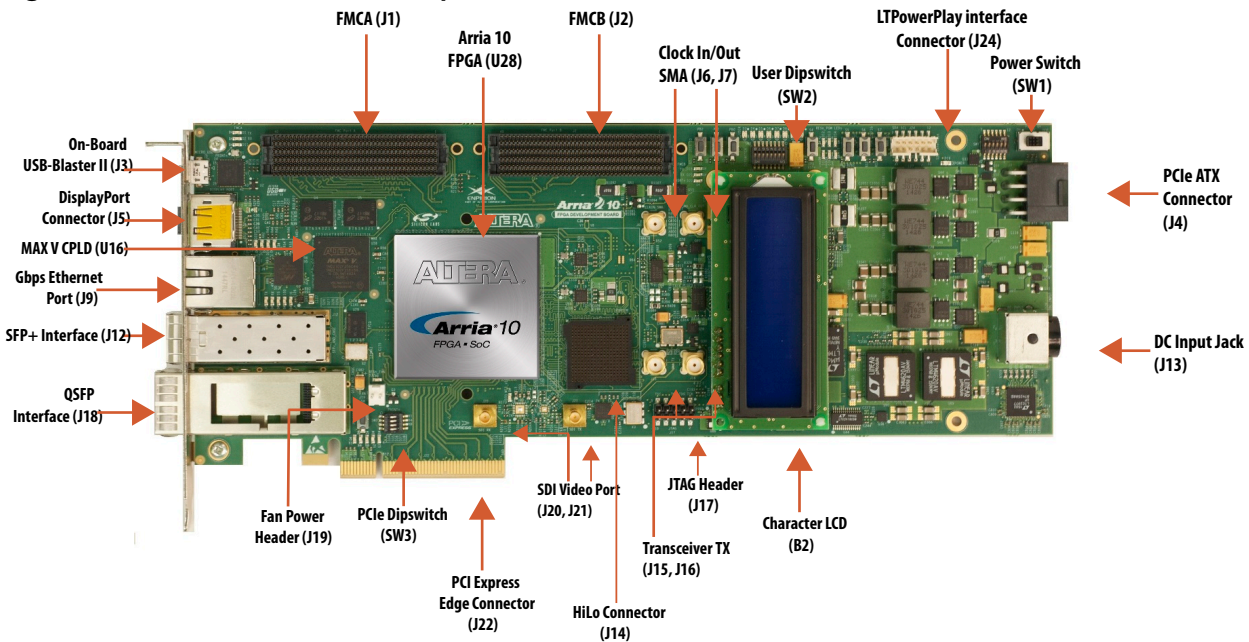 FMCA (J1)
FMCB (J2)
LTPowerPlay interface
Connector (J24)
Arria 10
FPGA (U28)
Clock In/Out
SMA (J6, J7)
User Dipswitch
(SW2)
Power Switch
(SW1)
On-Board
USB-Blaster II (J3)
DisplayPort
Connector (J5)
MAX V CPLD (U16)
Gbps Ethernet
Port (J9)
SFP+ Interface (J12)
QSFP
Interface (J18)
PCIe ATX
Connector
(J4)
DC Input Jack
(J13)
Arria 10
FPGA DEVELOPMENT BOARD
ALTERA
MAX V
ALTERA
Arria 10
FPGA • SoC
Fan Power
Header (J19)
PCIe Dipswitch
(SW3)
PCI Express
Edge Connector
(J22)
SDI Video Port
(J20, J21)
HiLo Connector
(J14)
Transceiver TX
(J15, J16)
JTAG Header
(J17)
Character LCD
(B2)